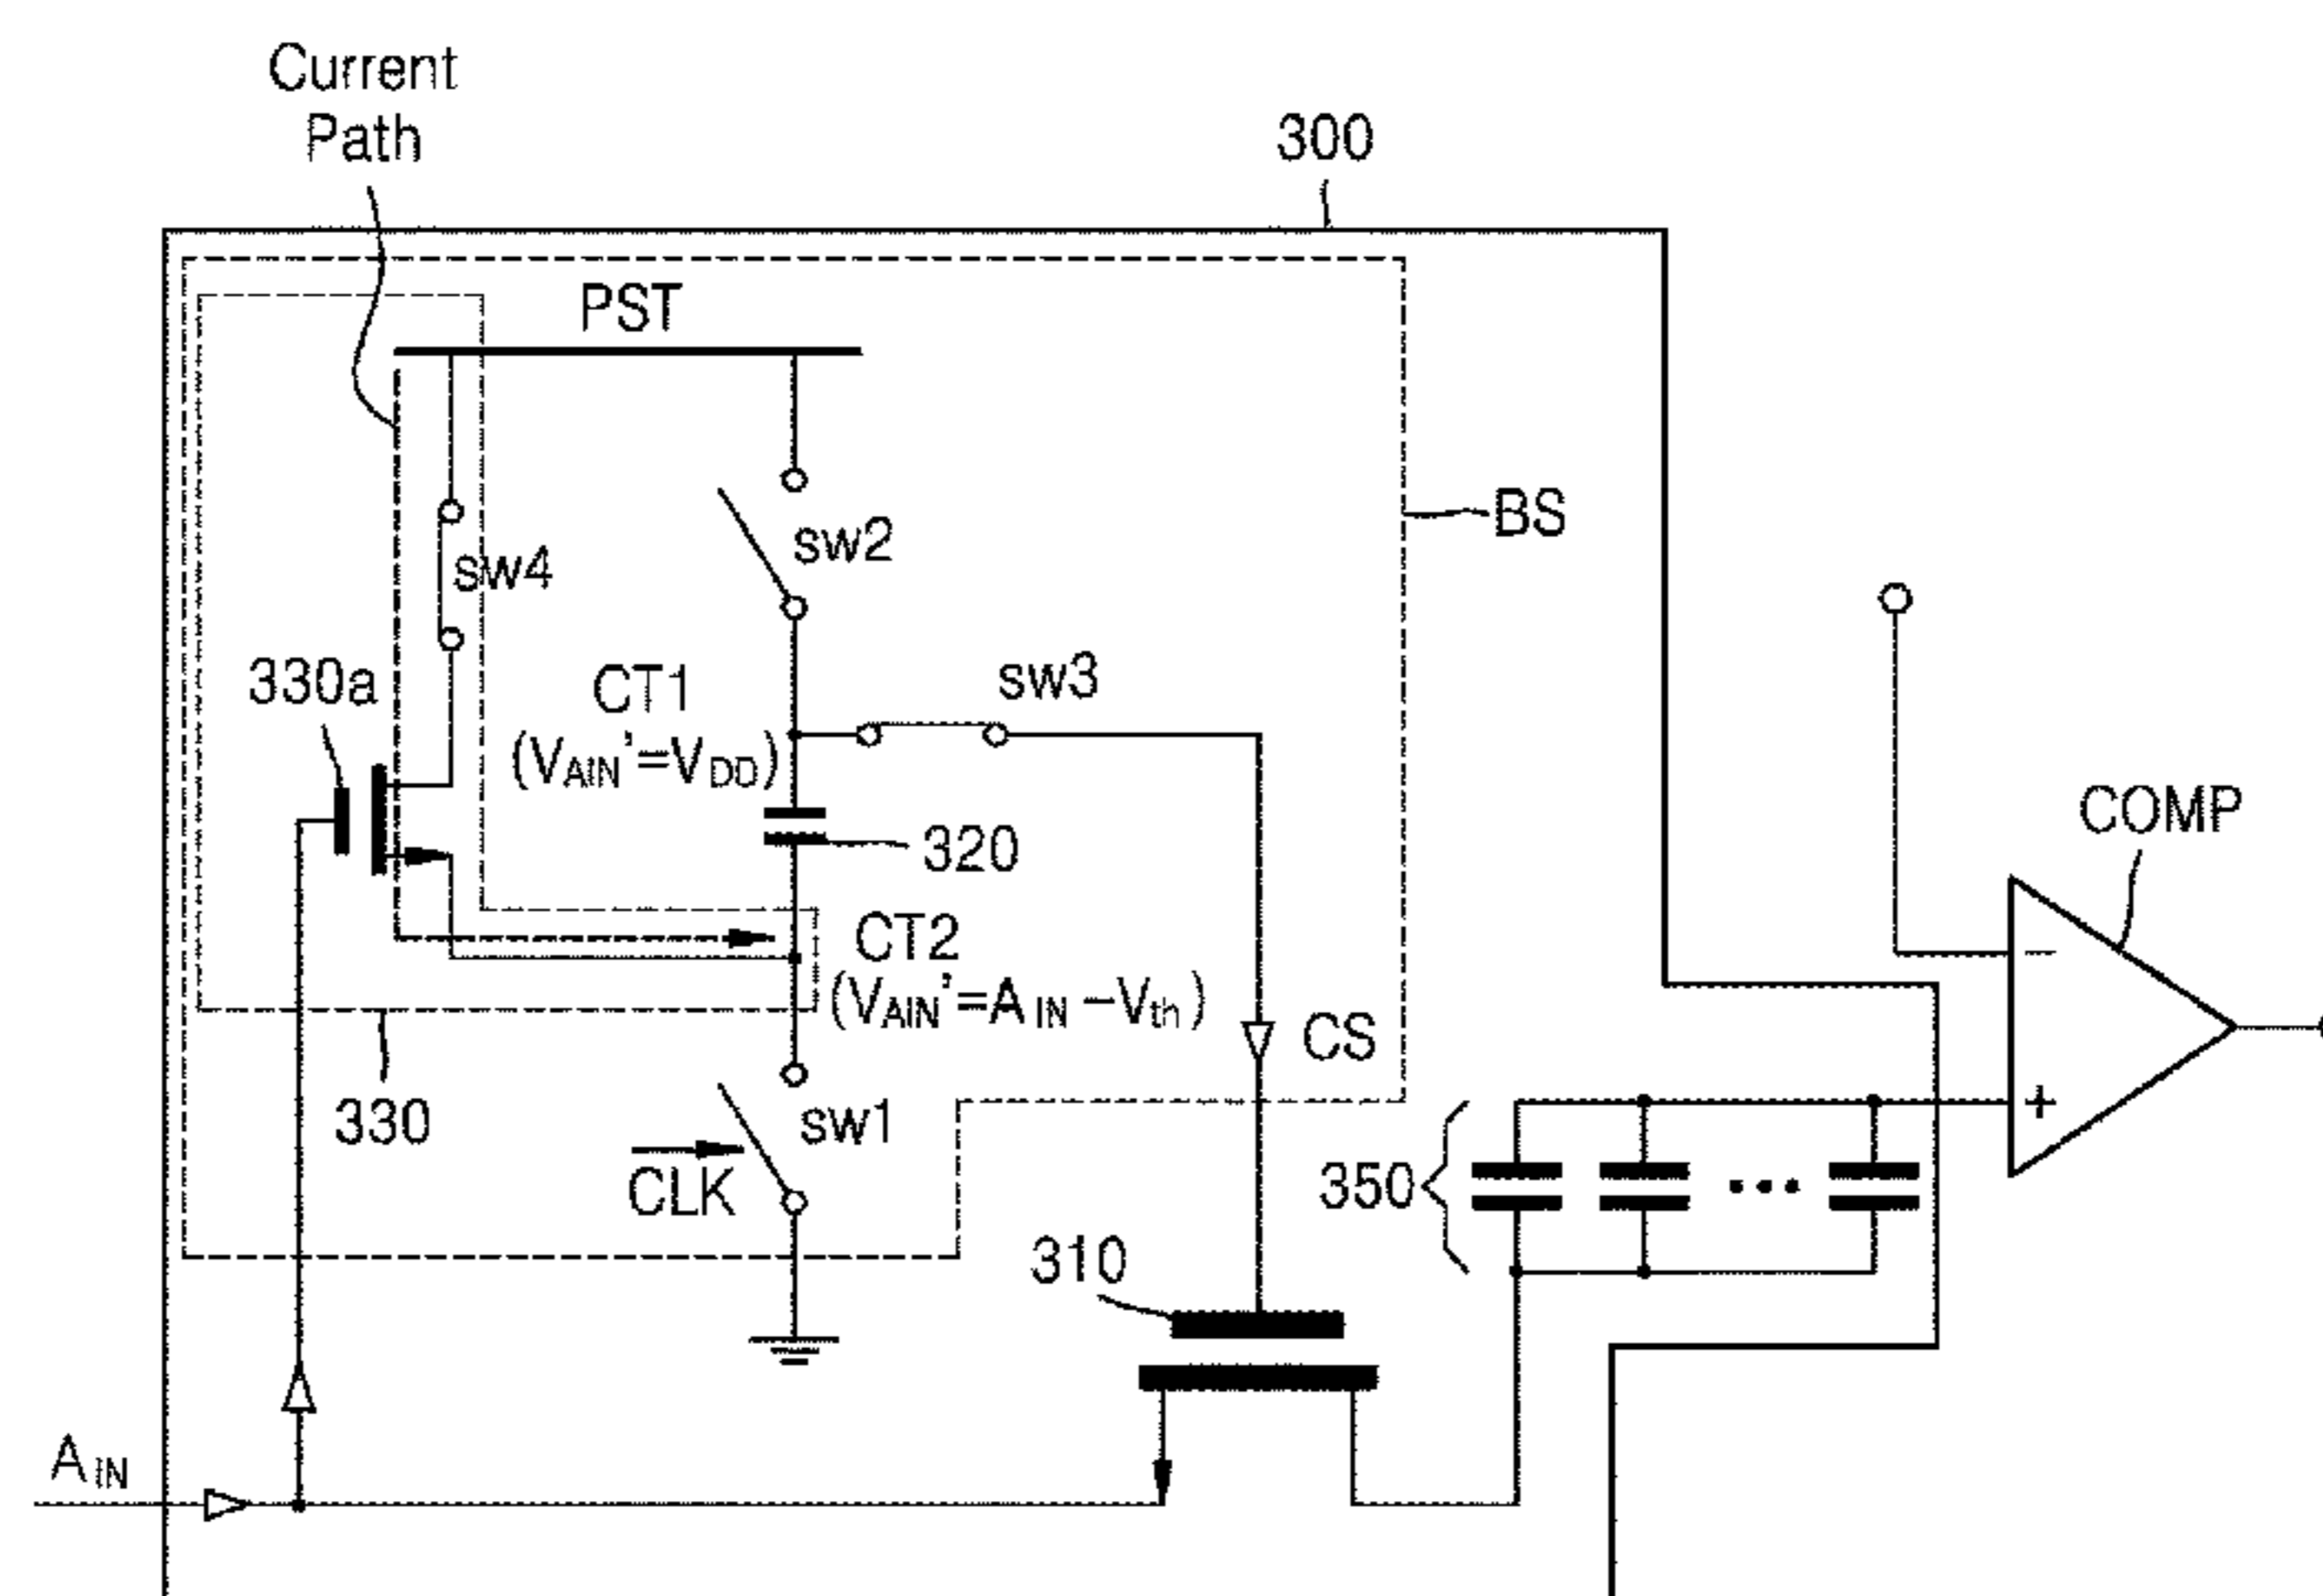 Current
Path
300
PST
BS
sw2
sw4
330a
CT1
(VAIN'=VDD)
sw3
320
COMP
CT2
(VAIN'=AIN-Vth)
CS
−
+
330
sw1
CLK
350
310
AIN